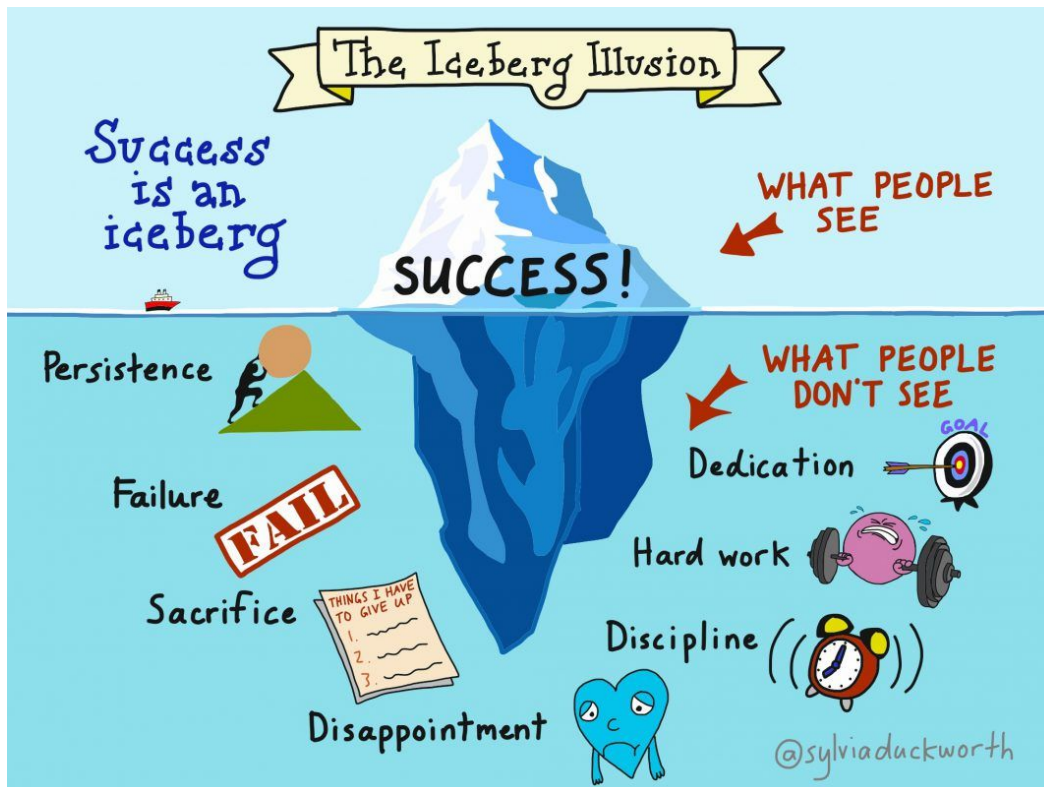 The Iceberg Illusion
Success
is an
iceberg
WHAT PEOPLE
SEE
SUCCESS!
Persistence
WHAT PEOPLE
DON'T SEE
GOAL
Dedication
Failure
FAIL
Hard work
Sacrifice
THINGS I HAVE
TO GIVE UP
1.
2.
3.
Discipline
Disappointment
@sylviaduckworth